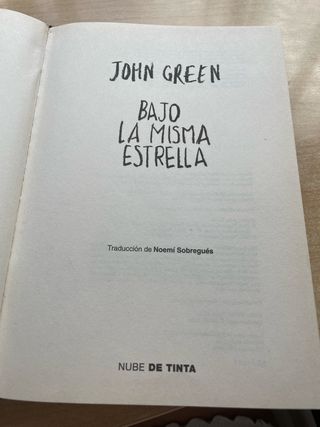 JOHN GREEN
BAJO
LA MISMA
ESTRELLA
Traducción de Noemí Sobregués
NUBE DE TINTA